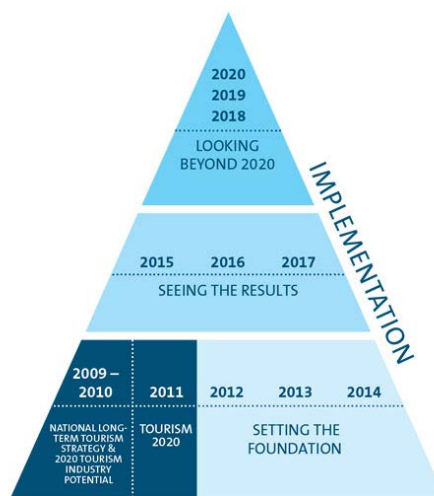 2020
2019
2018
LOOKING
BEYOND 2020
IMPLEMENTATION
2015 2016 2017
SEEING THE RESULTS
2009 –
2010
NATIONAL LONG-
TERM TOURISM
STRATEGY &
2020 TOURISM
INDUSTRY
POTENTIAL
2011
TOURISM
2020
2012 2013 2014
SETTING THE
FOUNDATION